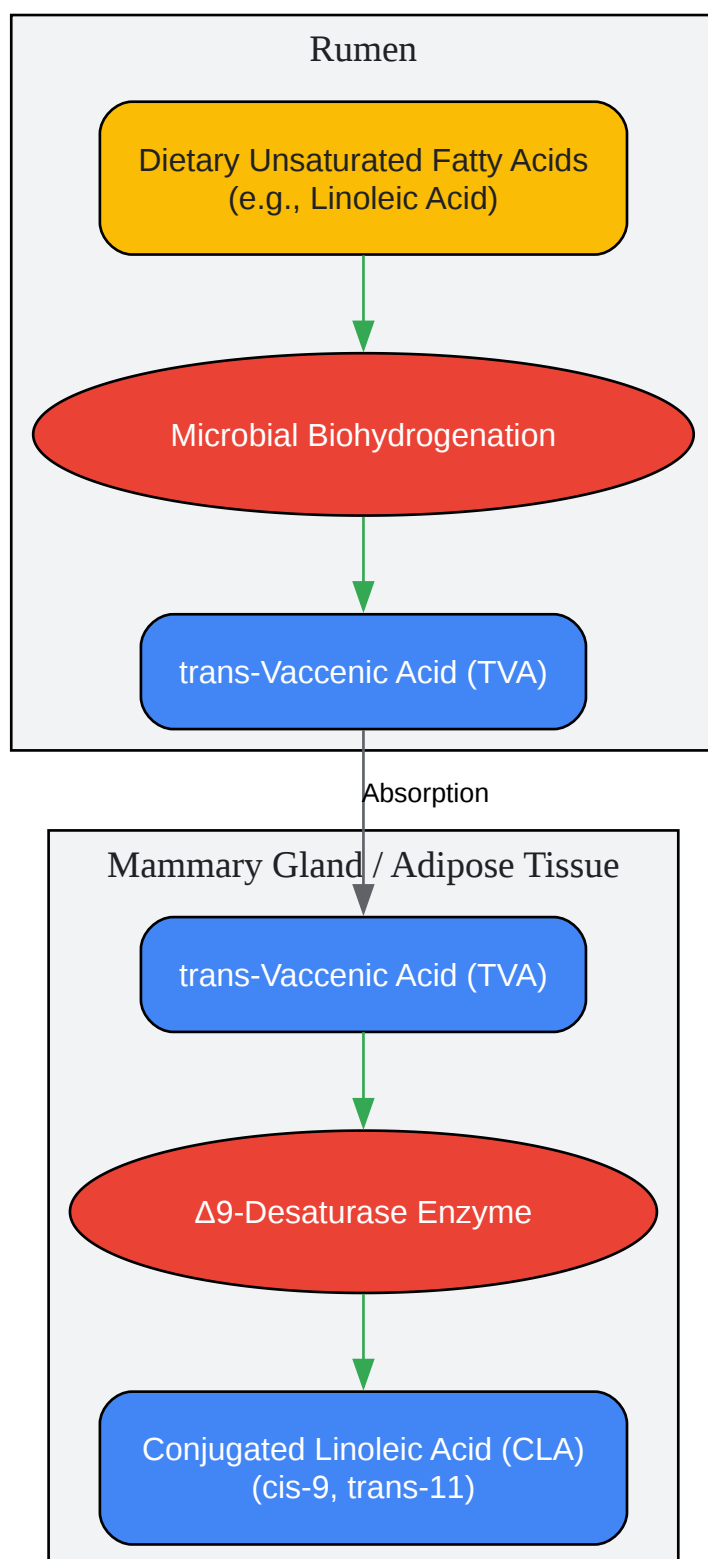 Rumen
Dietary Unsaturated Fatty Acids
(e.g., Linoleic Acid)
Microbial Biohydrogenation
trans-Vaccenic Acid (TVA)
Absorption
Mammary Gland / Adipose Tissue
trans-Vaccenic Acid (TVA)
Δ9-Desaturase Enzyme
Conjugated Linoleic Acid (CLA)
(cis-9, trans-11)